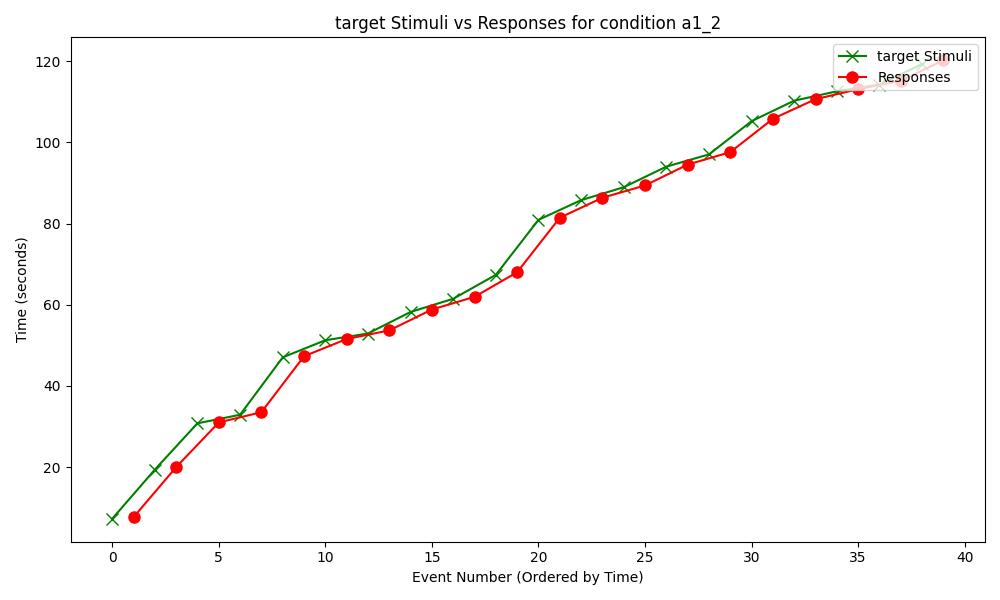 target Stimuli vs Responses for condition a1_2
target Stimuli
Responses
Time (seconds)
120
100
80
60
40
20
0 5 10 15 20 25 30 35 40
Event Number (Ordered by Time)